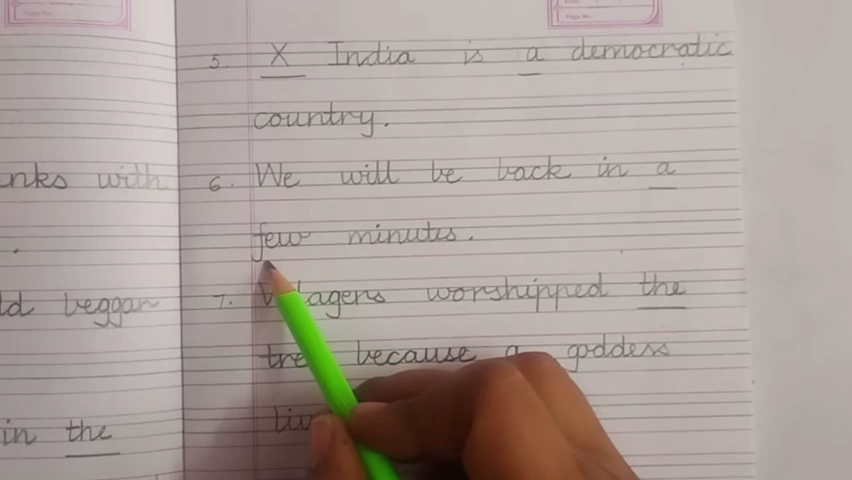 nks with
ld beggar
in the
5. X India is a democratic
country.
6. We will be back in a
few minutes.
7. Villagers worshipped the
because a goddess